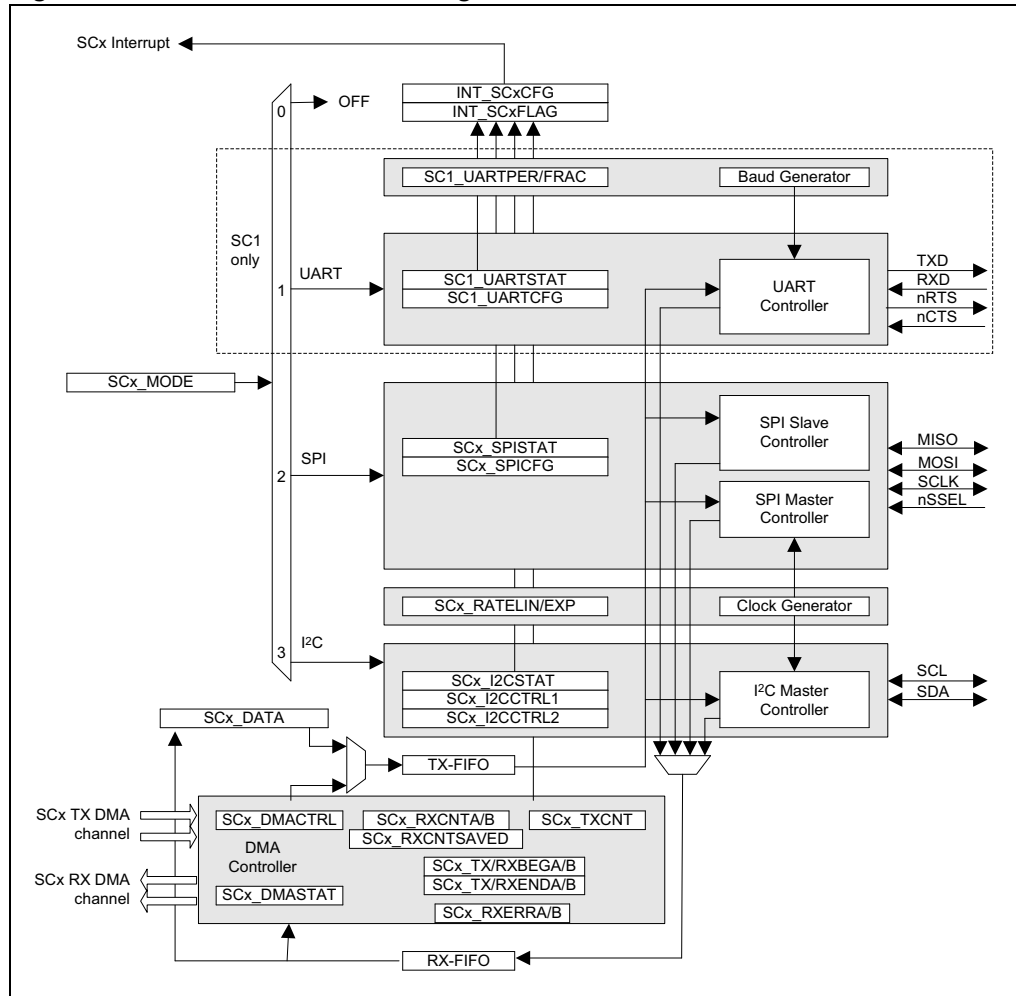 SCx Interrupt
INT_SCxCFG
INT_SCxFLAG
0
OFF
SC1_UARTPER/FRAC
Baud Generator
SC1
only
UART
1
SC1_UARTSTAT
SC1_UARTCFG
UART
Controller
TXD
RXD
nRTS
nCTS
SCx_MODE
SPI
2
SCx_SPISTAT
SCx_SPICFG
SPI Slave
Controller
SPI Master
Controller
MISO
MOSI
SCLK
nSSEL
SCx_RATELIN/EXP
Clock Generator
I²C
3
SCx_I2CSTAT
SCx_I2CCTRL1
SCx_I2CCTRL2
I²C Master
Controller
SCL
SDA
SCx_DATA
TX-FIFO
SCx TX DMA
channel
SCx_DMACTRL
SCx_RXCNTA/B
SCx_TXCNT
SCx_RXCNTSAVED
DMA
Controller
SCx_TX/RXBEGA/B
SCx_TX/RXENDA/B
SCx RX DMA
channel
SCx_DMASTAT
SCx_RXERRA/B
RX-FIFO